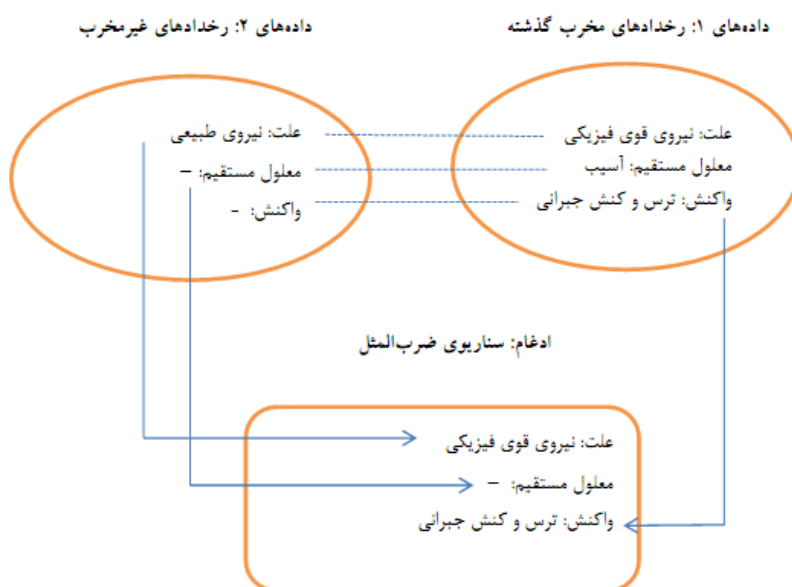 داده‌های ۱: رخدادهای مخرب گذشته
داده‌های ۲: رخدادهای غیرمخرب
علت: نیروی قوی فیزیکی
معلول مستقیم: آسیب
واکنش: ترس و کنش جبرانی
علت: نیروی طبیعی
معلول مستقیم: –
واکنش: -
ادغام: سناریوی ضرب‌المثل
علت: نیروی قوی فیزیکی
معلول مستقیم: –
واکنش: ترس و کنش جبرانی